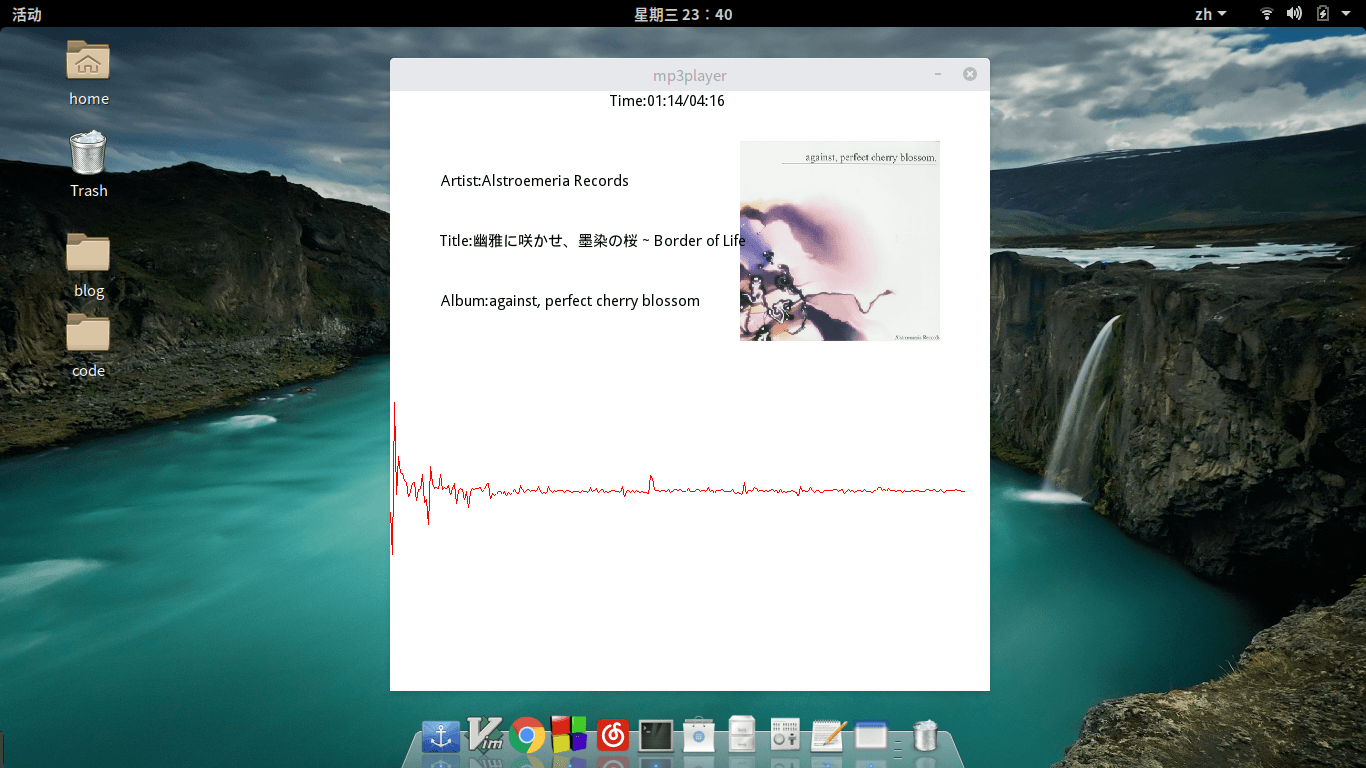 活动
星期三 23：40
zh
home
Trash
blog
code
mp3player
Time:01:14/04:16
Artist:Alstroemeria Records
Title:幽雅に咲かせ、墨染の桜 ~ Border of Life
Album:against, perfect cherry blossom
against, perfect cherry blossom.
Alstroemeria Records
Vim